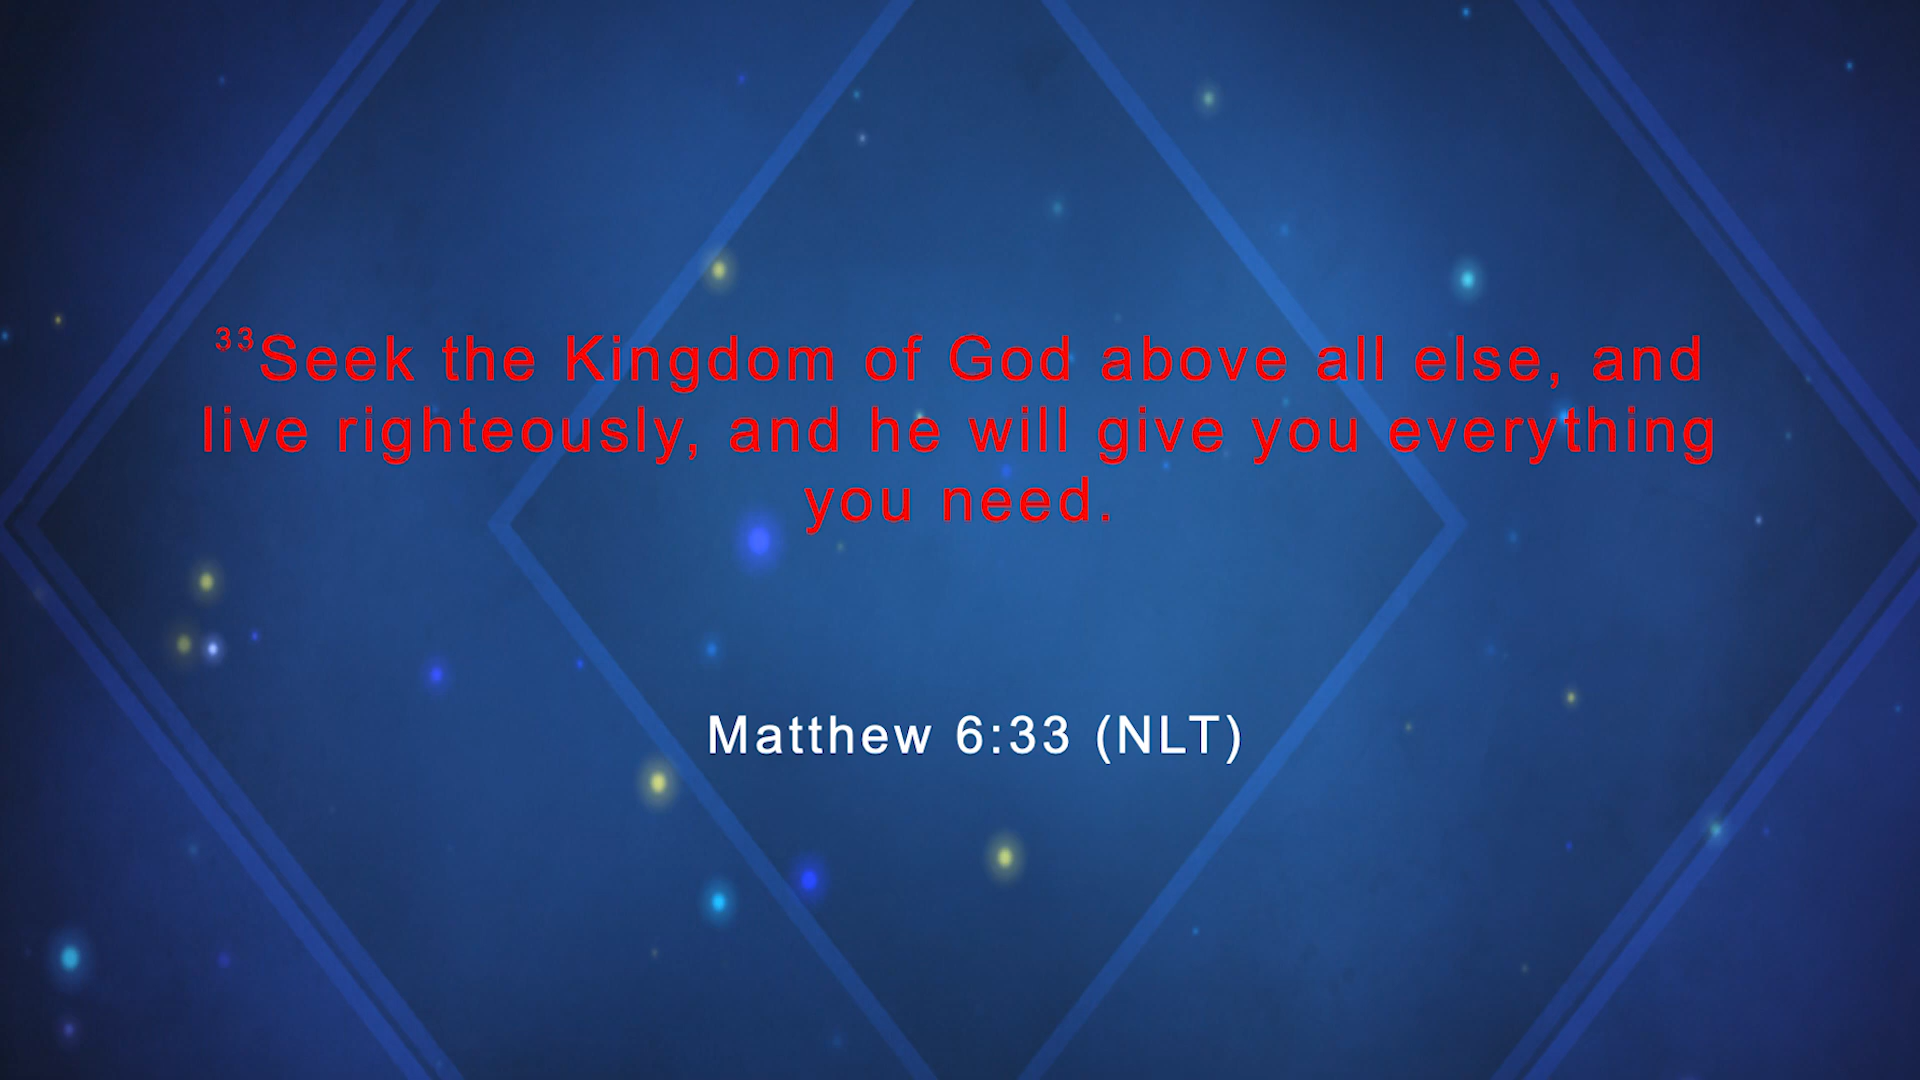 ³³Seek the Kingdom of God above all else, and
live righteously, and he will give you everything
you need.
Matthew 6:33 (NLT)